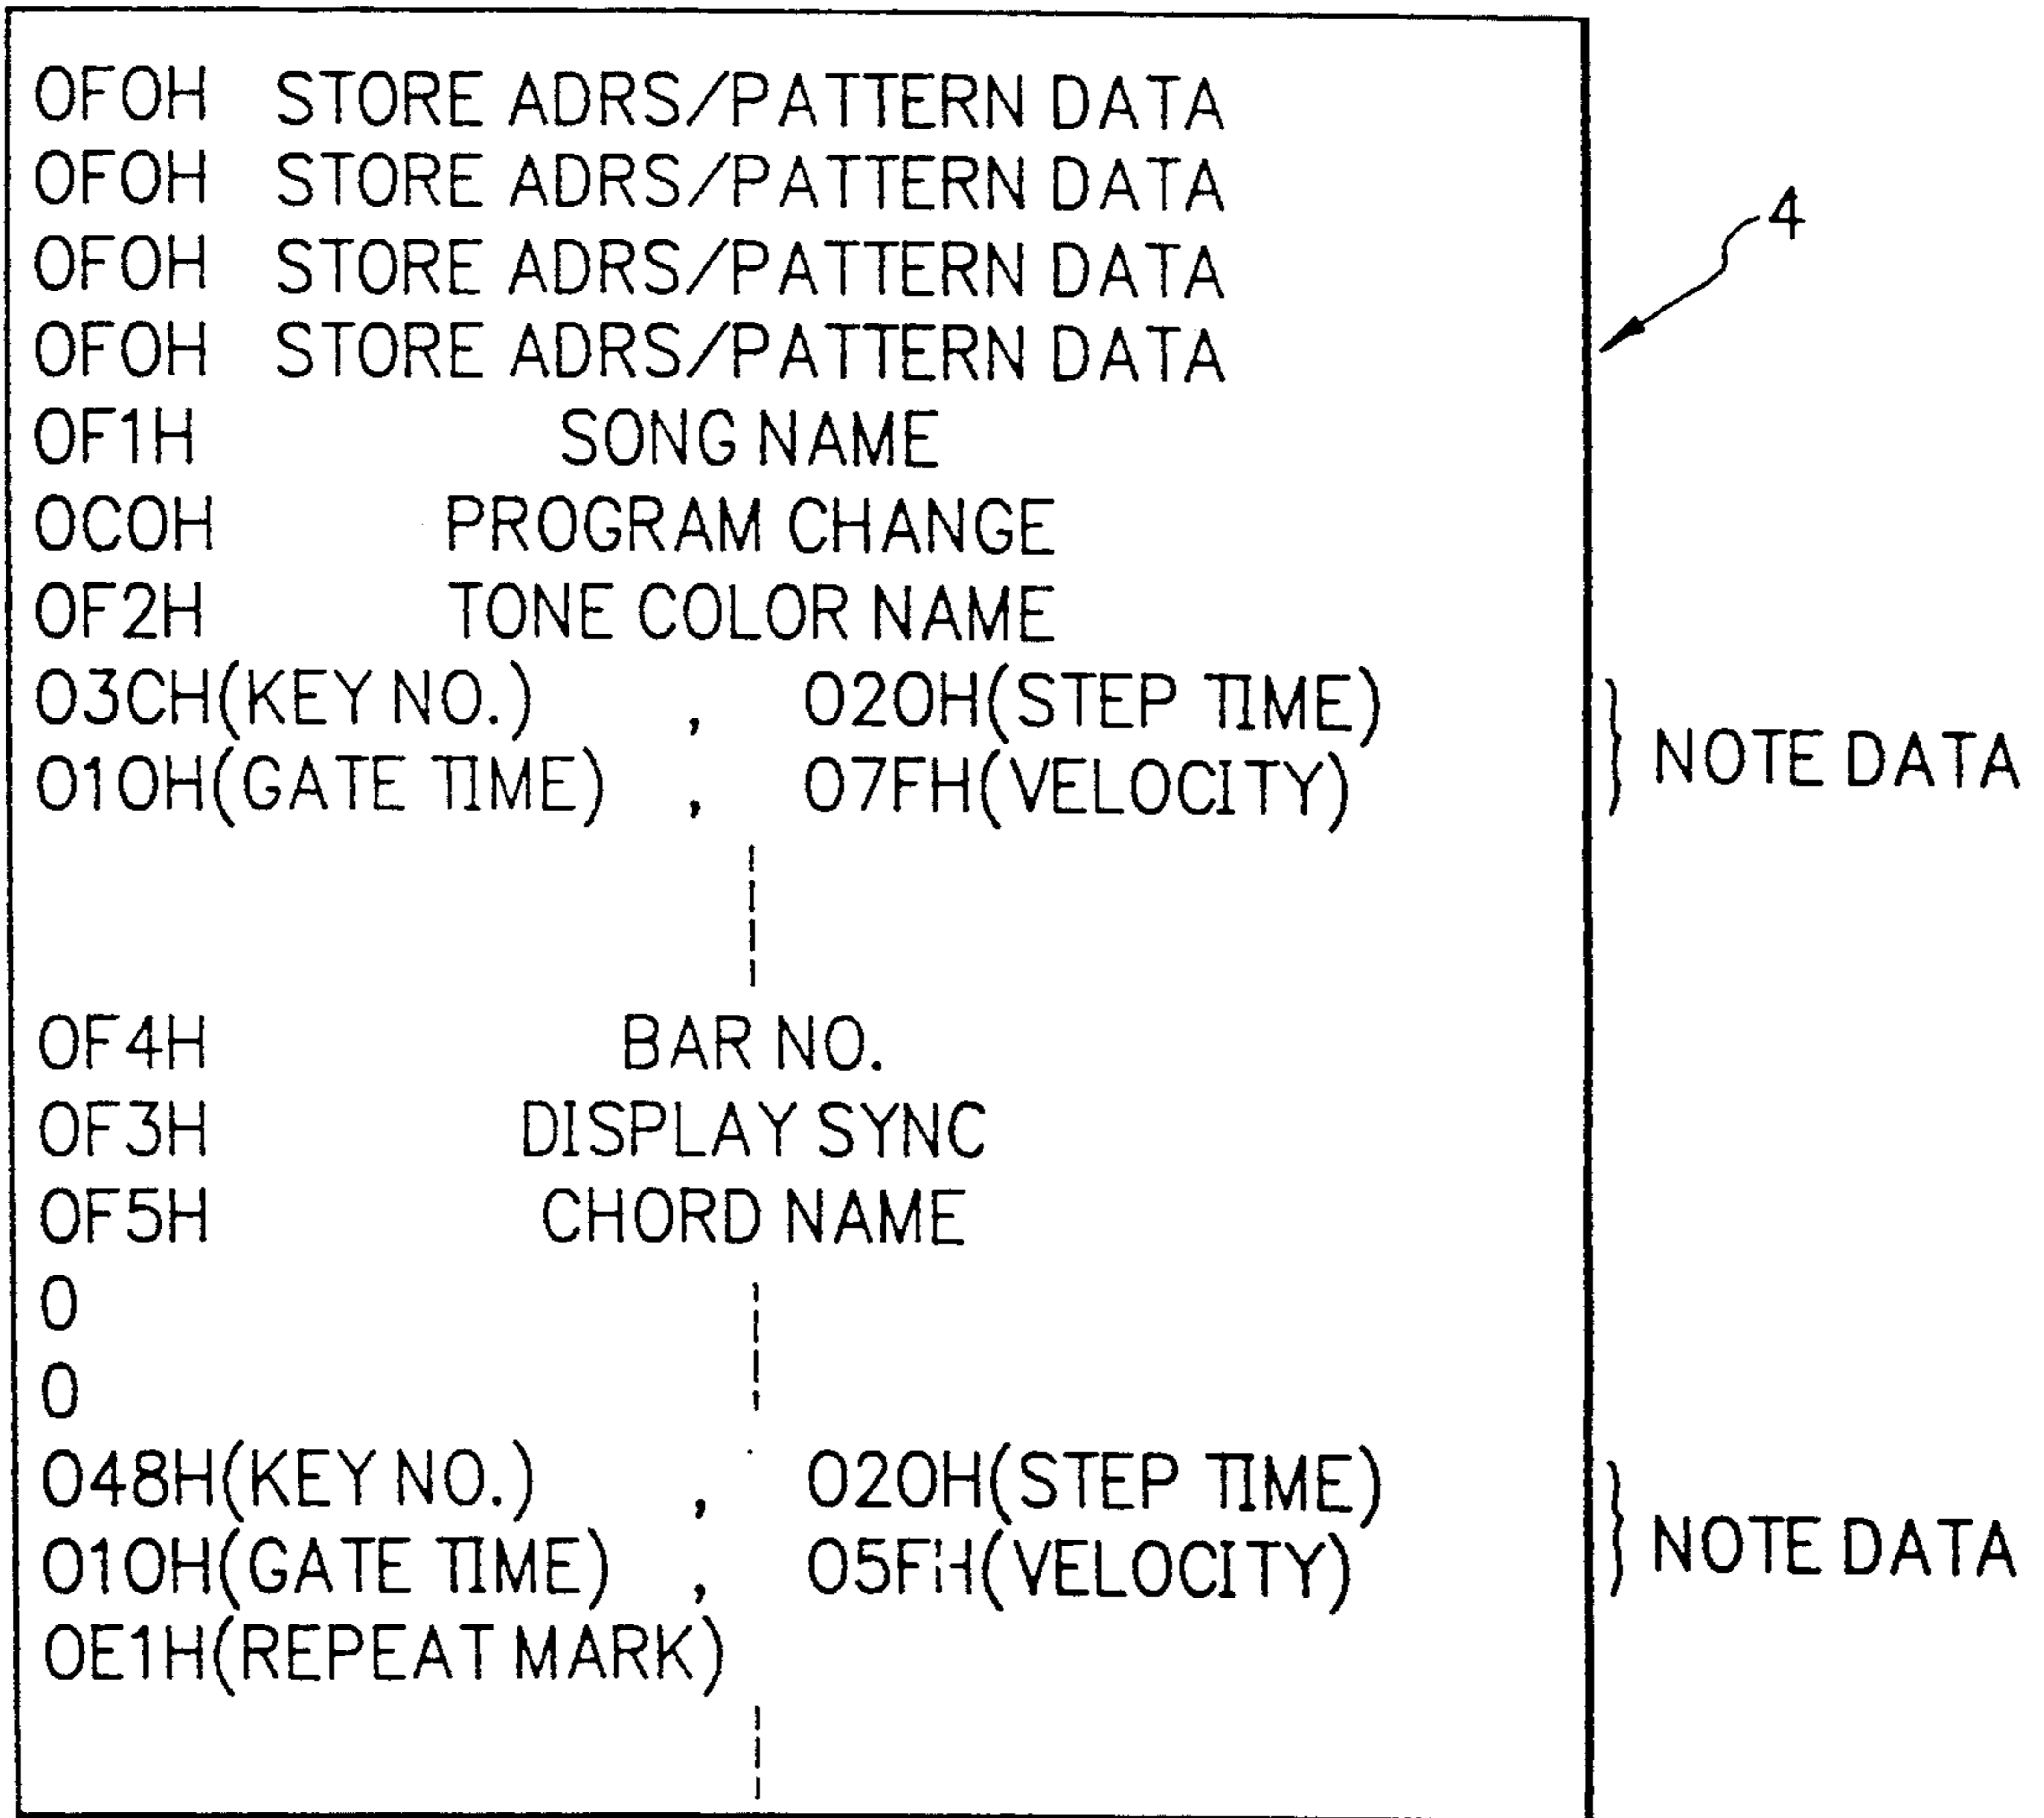 0F0H STORE ADRS/PATTERN DATA
0F0H STORE ADRS/PATTERN DATA
0F0H STORE ADRS/PATTERN DATA
0F0H STORE ADRS/PATTERN DATA
4
0F1H SONG NAME
0C0H PROGRAM CHANGE
0F2H TONE COLOR NAME
03CH(KEY NO.) , 020H(STEP TIME)
010H(GATE TIME) , 07FH(VELOCITY)
NOTE DATA
0F4H BAR NO.
0F3H DISPLAY SYNC
0F5H CHORD NAME
0
0
048H(KEY NO.) , 020H(STEP TIME)
010H(GATE TIME) , 05FH(VELOCITY)
NOTE DATA
0E1H(REPEAT MARK)